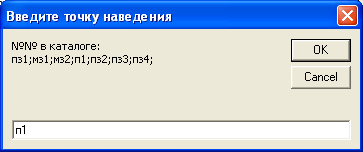 Введите точку наведения
№№ в каталоге:
пз1;мз1;мз2;п1;пз2;пз3;пз4;
OK
Cancel
п1